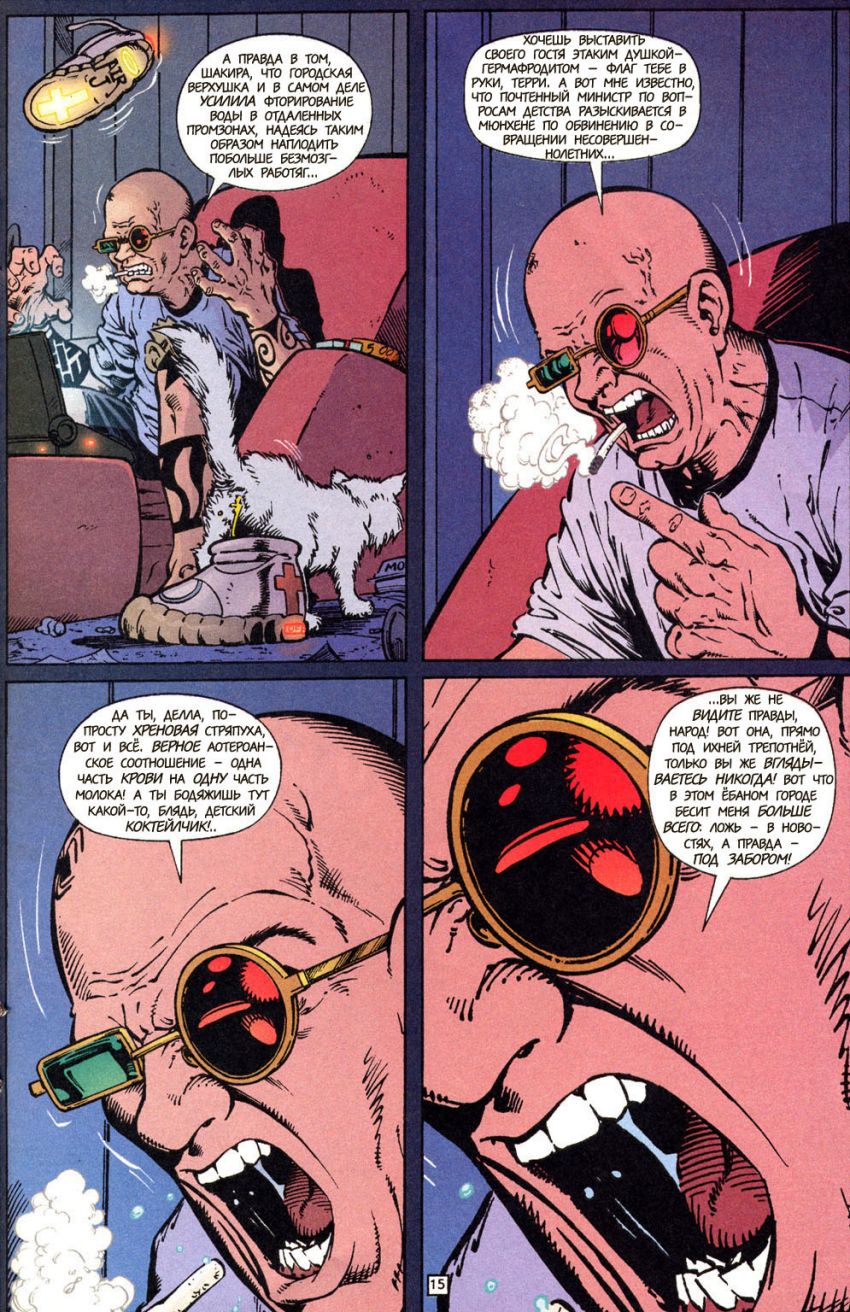 А ПРАВДА В ТОМ,
ШАКИРА, ЧТО ГОРОДСКАЯ
ВЕРХУШКА И В САМОМ ДЕЛЕ
УСИЛИЛА ФТОРИРОВАНИЕ
ВОДЫ В ОТДАЛЕННЫХ
ПРОМЗОНАХ, НАДЕЯСЬ ТАКИМ
ОБРАЗОМ НАПЛОДИТЬ
ПОБОЛЬШЕ БЕЗМОЗГ-
ЛЫХ РАБОТЯГ...
AIR
500
MO
OFF
ХОЧЕШЬ ВЫСТАВИТЬ
СВОЕГО ГОСТЯ ЭТАКИМ ДУШКОЙ-
ГЕРМАФРОДИТОМ – ФЛАГ ТЕБЕ В
РУКИ, ТЕРРИ. А ВОТ МНЕ ИЗВЕСТНО,
ЧТО ПОЧТЕННЫЙ МИНИСТР ПО ВОП-
РОСАМ ДЕТСТВА РАЗЫСКИВАЕТСЯ В
МЮНХЕНЕ ПО ОБВИНЕНИЮ В СО-
ВРАЩЕНИИ НЕСОВЕРШЕН-
НОЛЕТНИХ...
ДА ТЫ, ДЕЛЛА, ПО-
ПРОСТУ ХРЕНОВАЯ СТРЯПУХА,
ВОТ И ВСЁ. ВЕРНОЕ АОТЕРОАН-
СКОЕ СООТНОШЕНИЕ – ОДНА
ЧАСТЬ КРОВИ НА ОДНУ ЧАСТЬ
МОЛОКА! А ТЫ БОДЯЖИШЬ ТУТ
КАКОЙ-ТО, БЛЯДЬ, ДЕТСКИЙ
КОКТЕЙЛЧИК!..
...ВЫ ЖЕ НЕ
ВИДИТЕ ПРАВДЫ,
НАРОД! ВОТ ОНА, ПРЯМО
ПОД ИХНЕЙ ТРЕПОТНЁЙ,
ТОЛЬКО ВЫ ЖЕ ВГЛЯДЫ-
ВАЕТЕСЬ НИКОГДА! ВОТ ЧТО
В ЭТОМ ЁБАНОМ ГОРОДЕ
БЕСИТ МЕНЯ БОЛЬШЕ
ВСЕГО: ЛОЖЬ – В НОВО-
СТЯХ, А ПРАВДА –
ПОД ЗАБОРОМ!
15